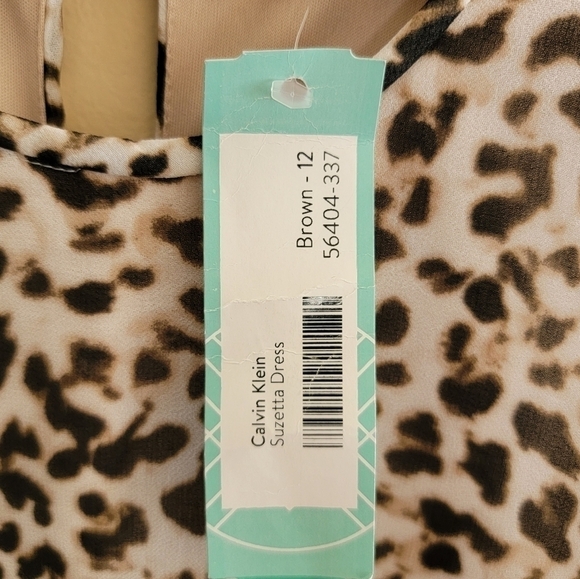 Calvin Klein
Suzetta Dress
Brown - 12
56404-337